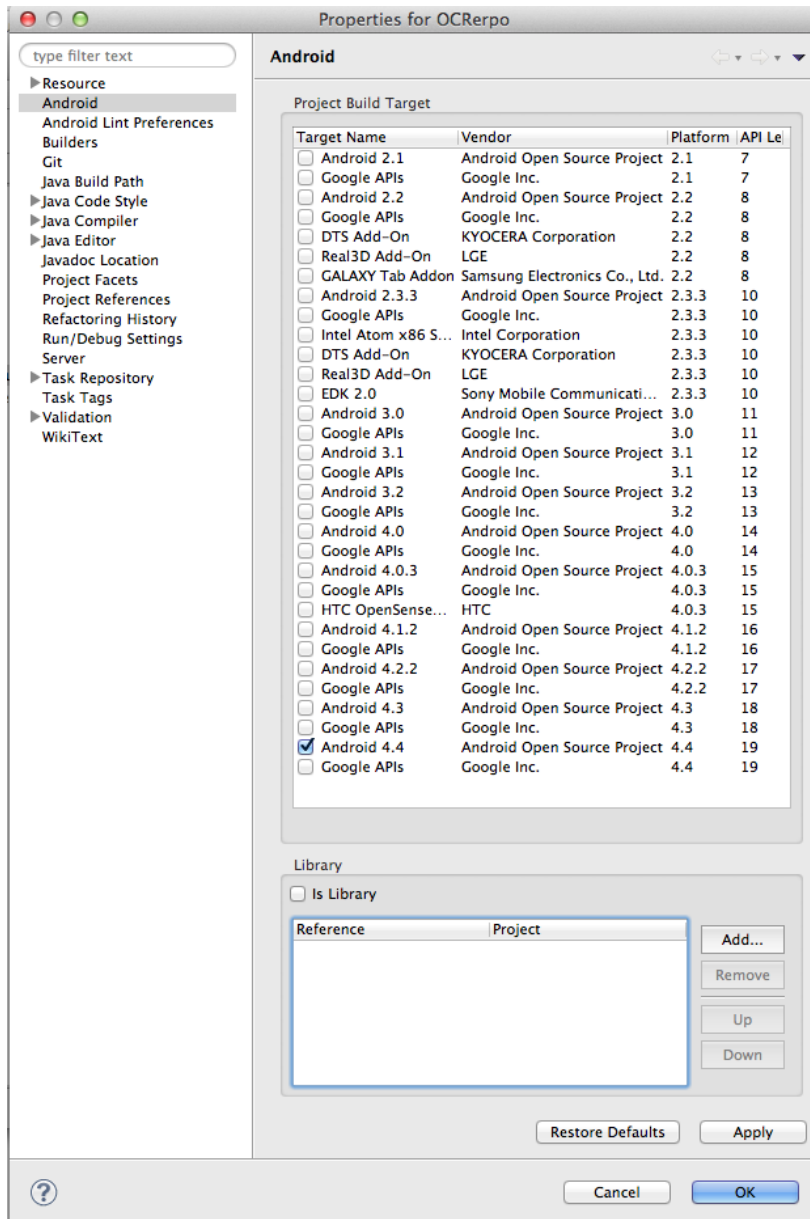 Properties for OCRerpo
type filter text
Resource
Android
Android Lint Preferences
Builders
Git
Java Build Path
Java Code Style
Java Compiler
Java Editor
Javadoc Location
Project Facets
Project References
Refactoring History
Run/Debug Settings
Server
Task Repository
Task Tags
Validation
WikiText
Android
Project Build Target
Target Name Vendor Platform API Le
Android 2.1 Android Open Source Project 2.1 7
Google APIs Google Inc. 2.1 7
Android 2.2 Android Open Source Project 2.2 8
Google APIs Google Inc. 2.2 8
DTS Add-On KYOCERA Corporation 2.2 8
Real3D Add-On LGE 2.2 8
GALAXY Tab Addon Samsung Electronics Co., Ltd. 2.2 8
Android 2.3.3 Android Open Source Project 2.3.3 10
Google APIs Google Inc. 2.3.3 10
Intel Atom x86 S... Intel Corporation 2.3.3 10
DTS Add-On KYOCERA Corporation 2.3.3 10
Real3D Add-On LGE 2.3.3 10
EDK 2.0 Sony Mobile Communicati... 2.3.3 10
Android 3.0 Android Open Source Project 3.0 11
Google APIs Google Inc. 3.0 11
Android 3.1 Android Open Source Project 3.1 12
Google APIs Google Inc. 3.1 12
Android 3.2 Android Open Source Project 3.2 13
Google APIs Google Inc. 3.2 13
Android 4.0 Android Open Source Project 4.0 14
Google APIs Google Inc. 4.0 14
Android 4.0.3 Android Open Source Project 4.0.3 15
Google APIs Google Inc. 4.0.3 15
HTC OpenSense... HTC 4.0.3 15
Android 4.1.2 Android Open Source Project 4.1.2 16
Google APIs Google Inc. 4.1.2 16
Android 4.2.2 Android Open Source Project 4.2.2 17
Google APIs Google Inc. 4.2.2 17
Android 4.3 Android Open Source Project 4.3 18
Google APIs Google Inc. 4.3 18
Android 4.4 Android Open Source Project 4.4 19
Google APIs Google Inc. 4.4 19
Library
Is Library
Reference Project
Add...
Remove
Up
Down
Restore Defaults Apply
? Cancel OK